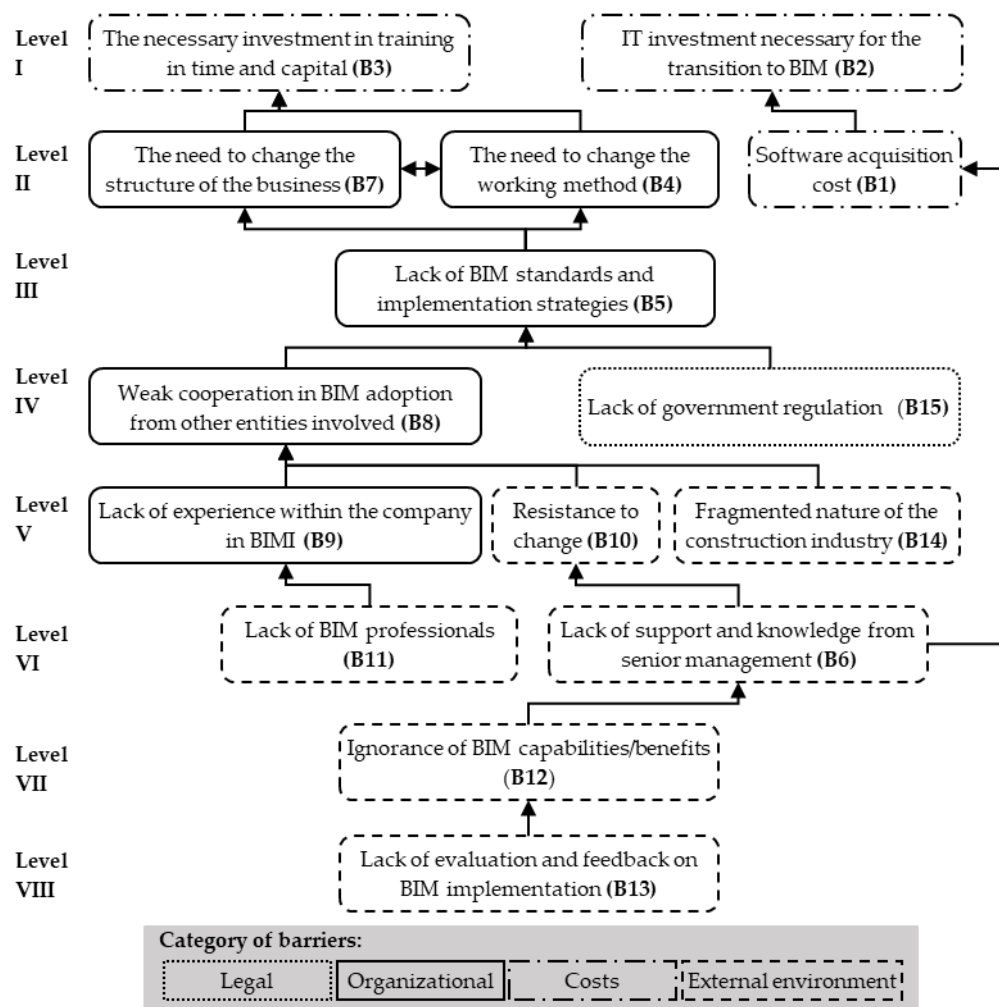 Level
I
The necessary investment in training
in time and capital (B3)
IT investment necessary for the
transition to BIM (B2)
Level
II
The need to change the
structure of the business (B7)
The need to change the
working method (B4)
Software acquisition
cost (B1)
Level
III
Lack of BIM standards and
implementation strategies (B5)
Level
IV
Weak cooperation in BIM adoption
from other entities involved (B8)
Lack of government regulation (B15)
Level
V
Lack of experience within the company
in BIMI (B9)
Resistance to
change (B10)
Fragmented nature of the
construction industry (B14)
Level
VI
Lack of BIM professionals
(B11)
Lack of support and knowledge from
senior management (B6)
Level
VII
Ignorance of BIM capabilities/benefits
(B12)
Level
VIII
Lack of evaluation and feedback on
BIM implementation (B13)
Category of barriers:
Legal
Organizational
Costs
External environment